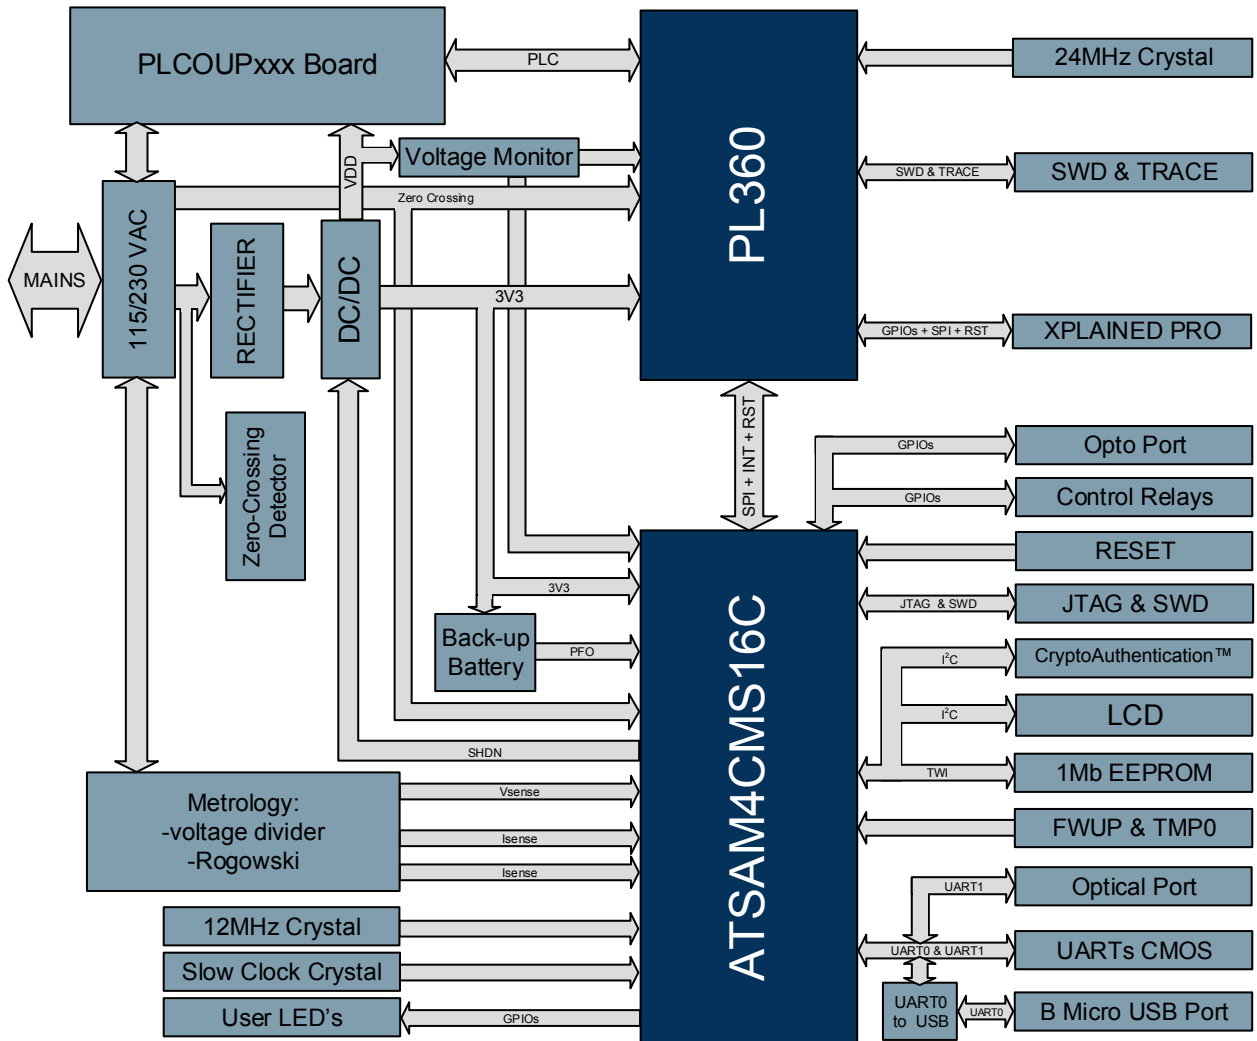 PLCOUPxxx Board
PLC
PL360
24MHz Crystal
VDD
Voltage Monitor
SWD & TRACE
SWD & TRACE
Zero Crossing
MAINS
115/230 VAC
RECTIFIER
DC/DC
3V3
GPIOs + SPI + RST
XPLAINED PRO
Zero-Crossing
Detector
SPI + INT + RST
GPIOs
Opto Port
GPIOs
Control Relays
RESET
3V3
JTAG & SWD
JTAG & SWD
Back-up
Battery
PFO
ATSAM4CMS16C
I²C
CryptoAuthentication™
I²C
LCD
SHDN
TWI
1Mb EEPROM
Metrology:
-voltage divider
-Rogowski
Vsense
Isense
Isense
FWUP & TMP0
UART1
Optical Port
12MHz Crystal
UART0 & UART1
UARTs CMOS
Slow Clock Crystal
User LED's
GPIOs
UART0
to USB
UART0
B Micro USB Port